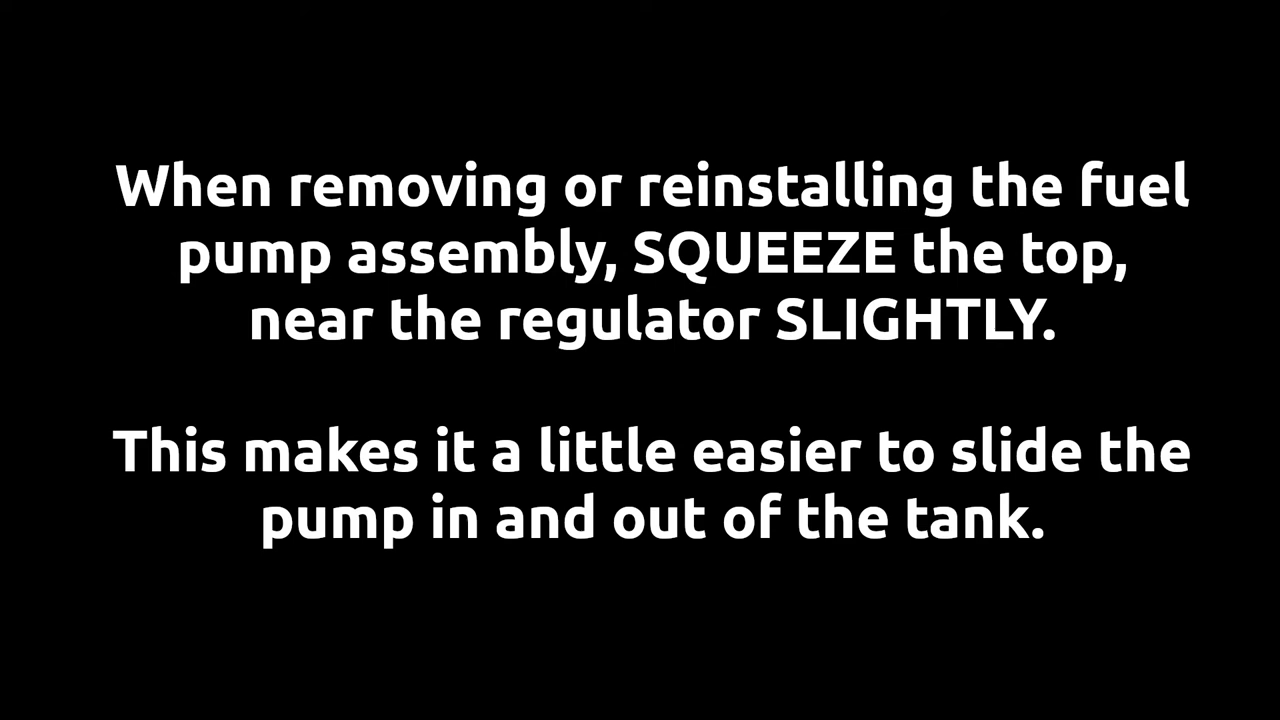 When removing or reinstalling the fuel
pump assembly, SQUEEZE the top,
near the regulator SLIGHTLY.
This makes it a little easier to slide the
pump in and out of the tank.